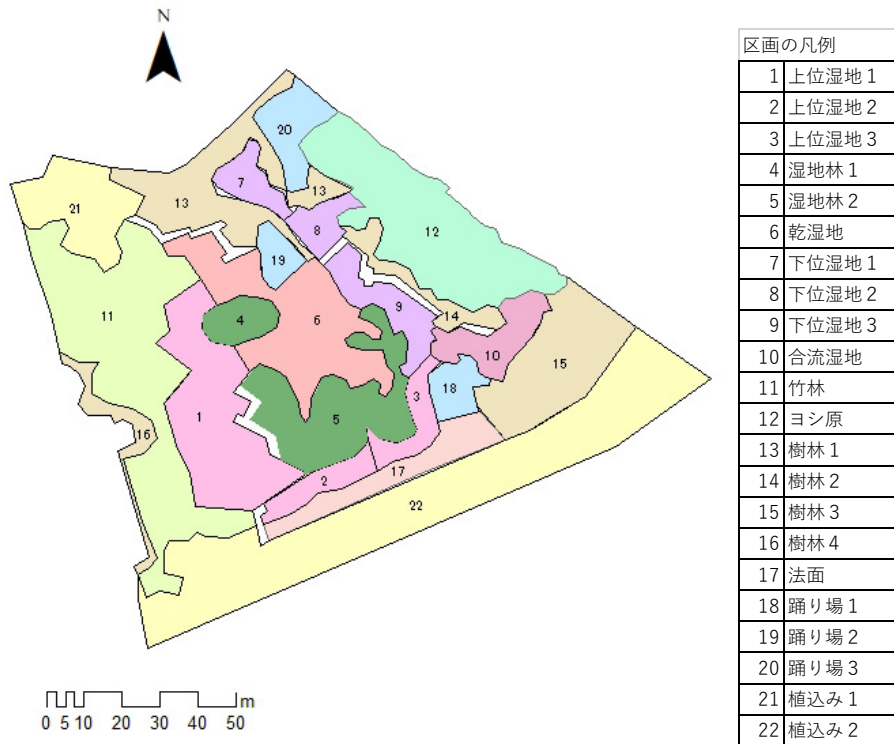 N
20
7
13
13
21
8
12
19
9
11
4
6
14
10
15
18
3
1
5
16
17
2
22
m
0 5 10 20 30 40 50
区画の凡例
1 上位湿地１
2 上位湿地２
3 上位湿地３
4 湿地林１
5 湿地林２
6 乾湿地
7 下位湿地１
8 下位湿地２
9 下位湿地３
10 合流湿地
11 竹林
12 ヨシ原
13 樹林１
14 樹林２
15 樹林３
16 樹林４
17 法面
18 踊り場１
19 踊り場２
20 踊り場３
21 植込み１
22 植込み２